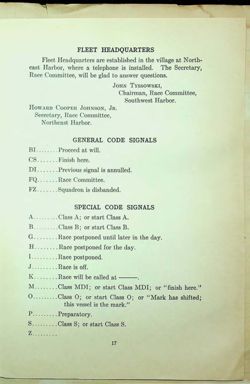 FLEET HEADQUARTERS
Fleet Headquarters are established in the village at North-
east Harbor, where a telephone is installed. The Secretary,
Race Committee, will be glad to answer questions.
JOHN TYSSOWSKI,
Chairman, Race Committee,
Southwest Harbor.
HOWARD COOPER JOHNSON, JR.
Secretary, Race Committee,
Northeast Harbor.
GENERAL CODE SIGNALS
BI.......Proceed at will.
CS.......Finish here.
DI.......Previous signal is annulled.
FQ.......Race Committee.
FZ.......Squadron is disbanded.
SPECIAL CODE SIGNALS
A........Class A; or start Class A.
B........Class B; or start Class B.
G........Race postponed until later in the day.
H........Race postponed for the day.
I........Race postponed.
J........Race is off.
K........Race will be called at ———.
M........Class MDI; or start Class MDI; or "finish here."
O........Class O; or start Class O; or "Mark has shifted;
this vessel is the mark."
P........Preparatory.
S........Class S; or start Class S.
Z........
17